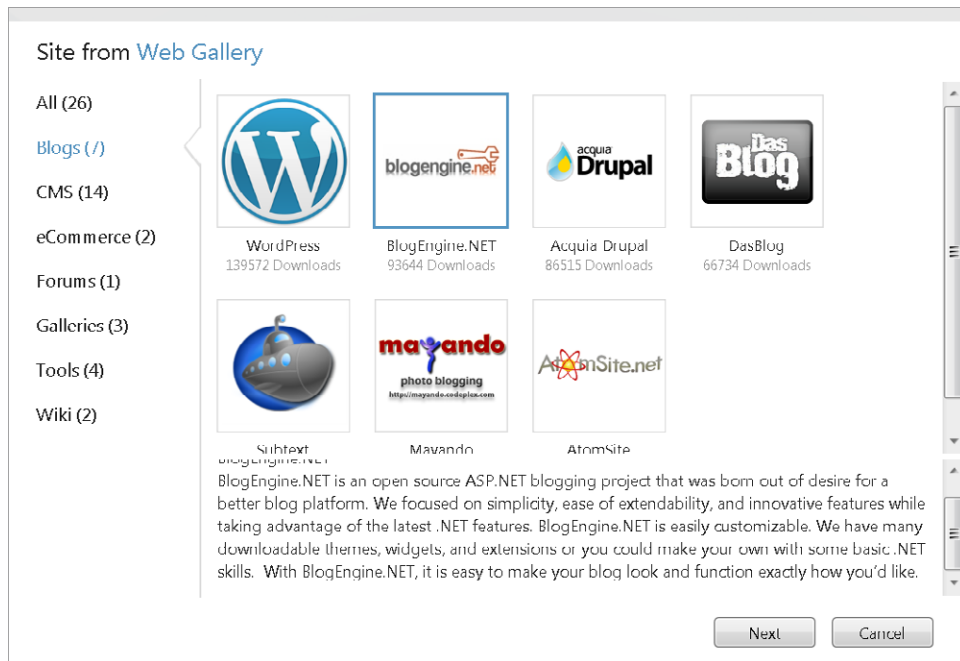 Site from Web Gallery
All (26)
Blogs (7)
CMS (14)
eCommerce (2)
Forums (1)
Galleries (3)
Tools (4)
Wiki (2)
W
blogengine.net
acquia
Drupal
Das
Blog
WordPress
139572 Downloads
BlogEngine.NET
93644 Downloads
Acquia Drupal
86515 Downloads
DasBlog
66734 Downloads
mayando
photo blogging
http://mayando.codeplex.com
AtomSite.net
Subtext
Mayando
AtomSite
BlogEngine.NET
BlogEngine.NET is an open source ASP.NET blogging project that was born out of desire for a
better blog platform. We focused on simplicity, ease of extendability, and innovative features while
taking advantage of the latest .NET features. BlogEngine.NET is easily customizable. We have many
downloadable themes, widgets, and extensions or you could make your own with some basic .NET
skills.  With BlogEngine.NET, it is easy to make your blog look and function exactly how you'd like.
Next
Cancel